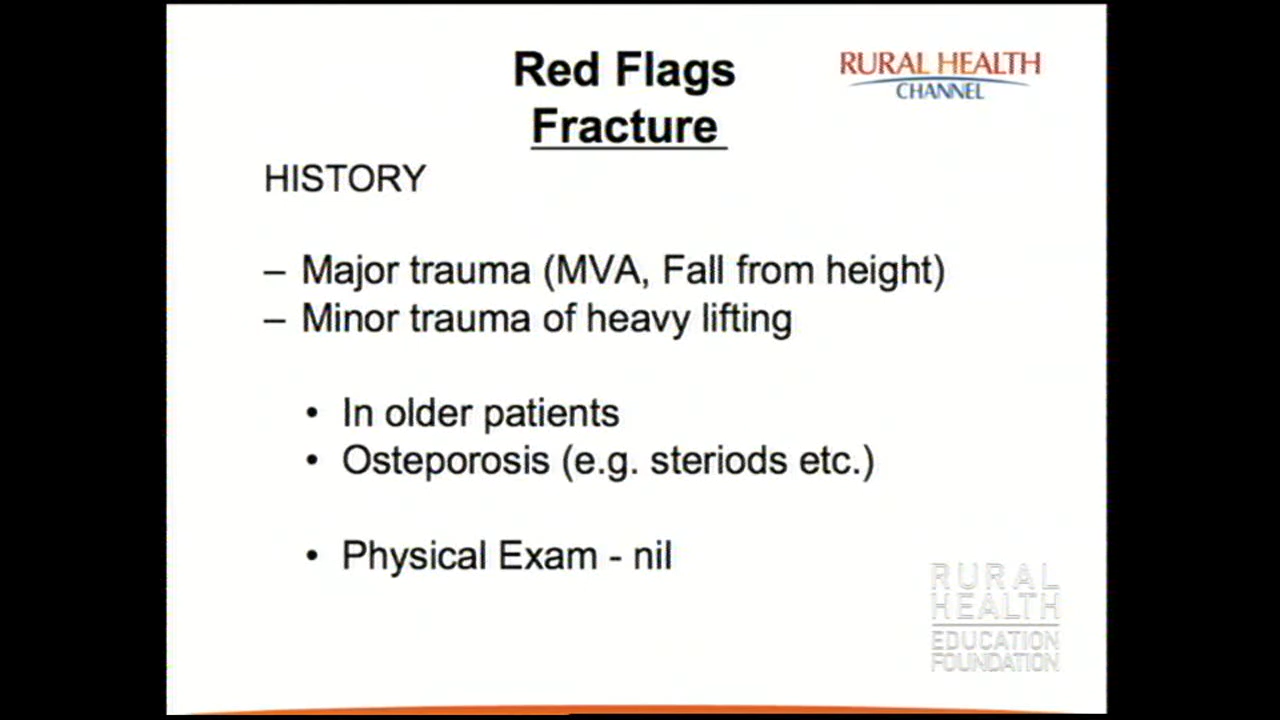 Red Flags
Fracture
RURAL HEALTH
CHANNEL
HISTORY
– Major trauma (MVA, Fall from height)
– Minor trauma of heavy lifting
• In older patients
• Osteporosis (e.g. steriods etc.)
• Physical Exam - nil
RURAL
HEALTH
EDUCATION
FOUNDATION